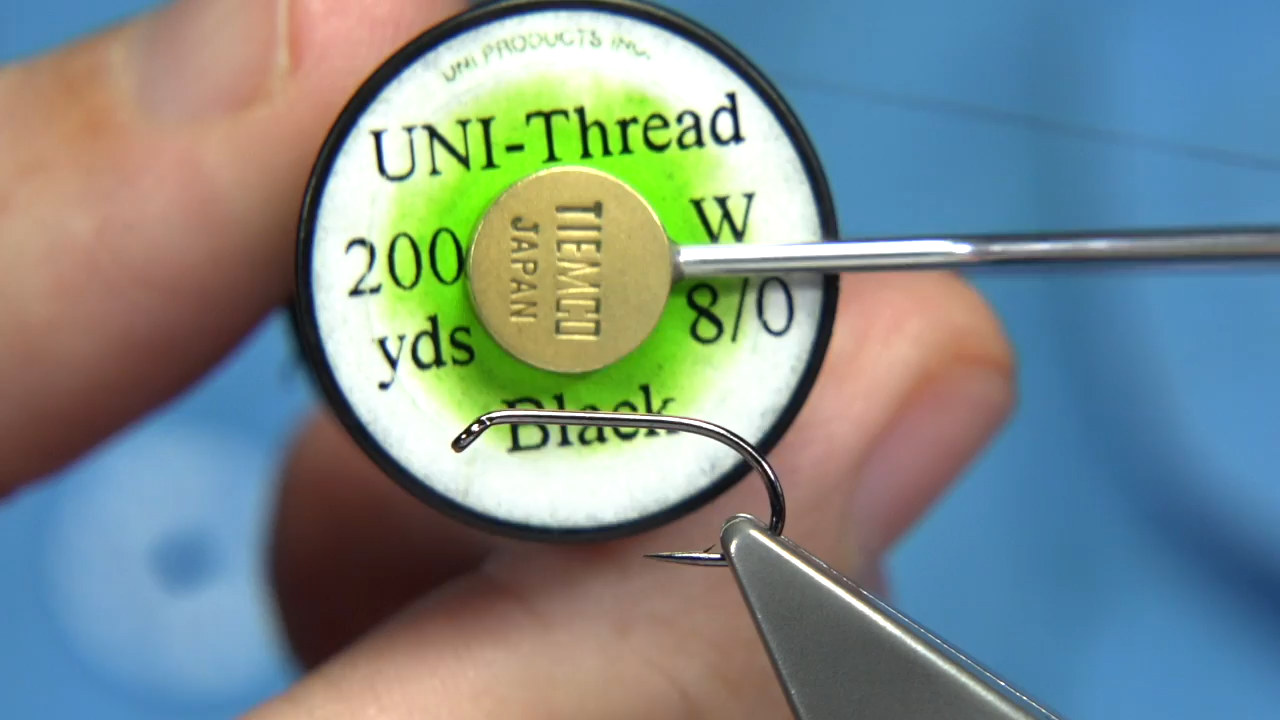 UNI PRODUCTS INC.
UNI-Thread
200
yds
W
8/0
Black
TIEMCO
JAPAN